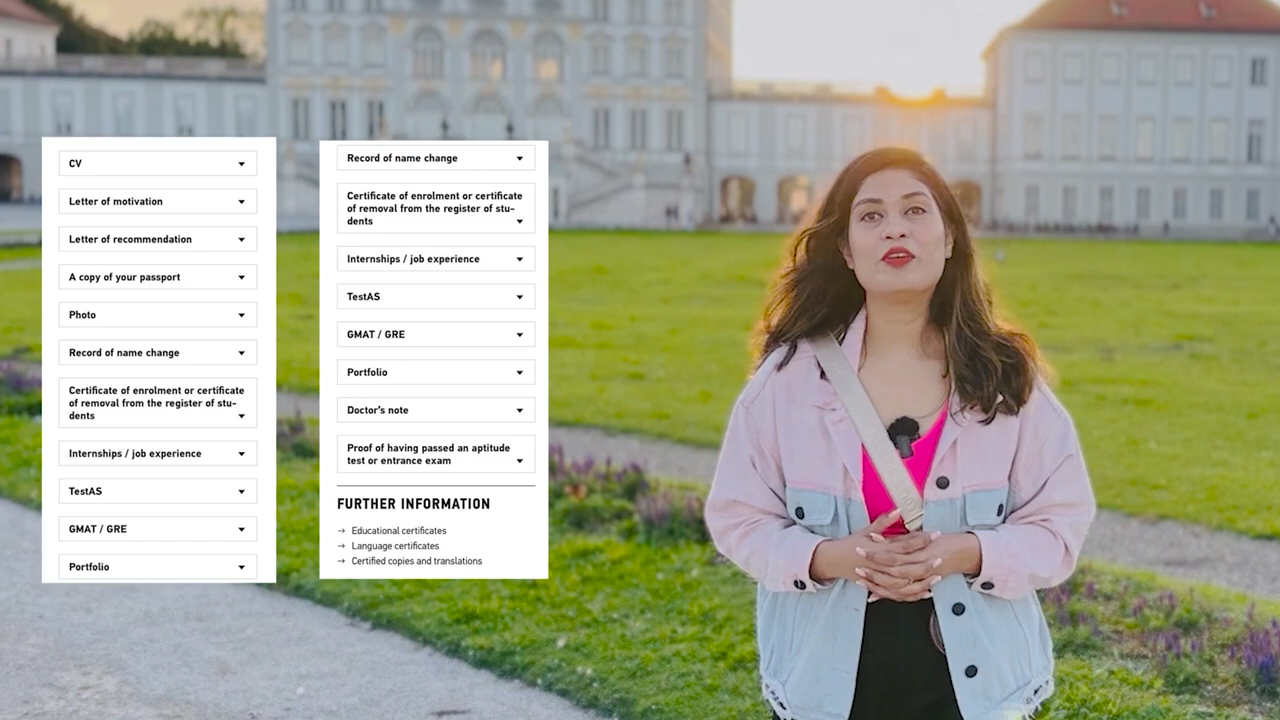 CV
Letter of motivation
Letter of recommendation
A copy of your passport
Photo
Record of name change
Certificate of enrolment or certificate
of removal from the register of stu-
dents
Internships / job experience
TestAS
GMAT / GRE
Portfolio
Record of name change
Certificate of enrolment or certificate
of removal from the register of stu-
dents
Internships / job experience
TestAS
GMAT / GRE
Portfolio
Doctor's note
Proof of having passed an aptitude
test or entrance exam
FURTHER INFORMATION
→ Educational certificates
→ Language certificates
→ Certified copies and translations